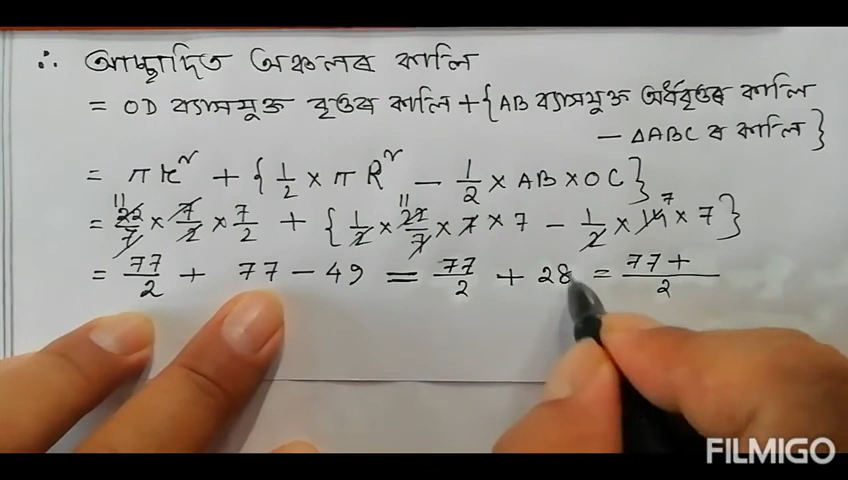 ∴ আচ্ছাদিত অঞ্চলৰ কালি
= OD ব্যাসযুক্ত বৃত্তৰ কালি + {AB ব্যাসযুক্ত অৰ্ধবৃত্তৰ কালি
− ΔABC ৰ কালি}
= πr² + {1/2 × πR² − 1/2 × AB × OC}
= 22/7 × 7/2 × 7/2 + {1/2 × 22/7 × 7 × 7 − 1/2 × 14 × 7}
= 77/2 + 77 − 49 = 77/2 + 28 = 77+/2
FILMIGO